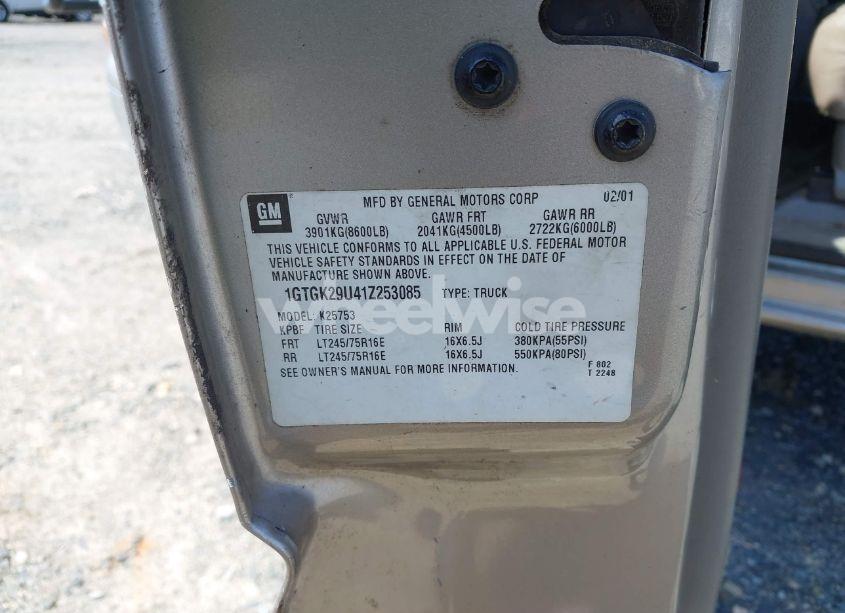 GM
MFD BY GENERAL MOTORS CORP 02/01
GVWR GAWR FRT GAWR RR
3901KG(8600LB) 2041KG(4500LB) 2722KG(6000LB)
THIS VEHICLE CONFORMS TO ALL APPLICABLE U.S. FEDERAL MOTOR
VEHICLE SAFETY STANDARDS IN EFFECT ON THE DATE OF
MANUFACTURE SHOWN ABOVE.
1GTGK29U41Z253085 TYPE: TRUCK
wheelwise
MODEL: K25753
KPBF TIRE SIZE RIM COLD TIRE PRESSURE
FRT LT245/75R16E 16X6.5J 380KPA(55PSI)
RR LT245/75R16E 16X6.5J 550KPA(80PSI)
SEE OWNER'S MANUAL FOR MORE INFORMATION.
F 802
T 2248